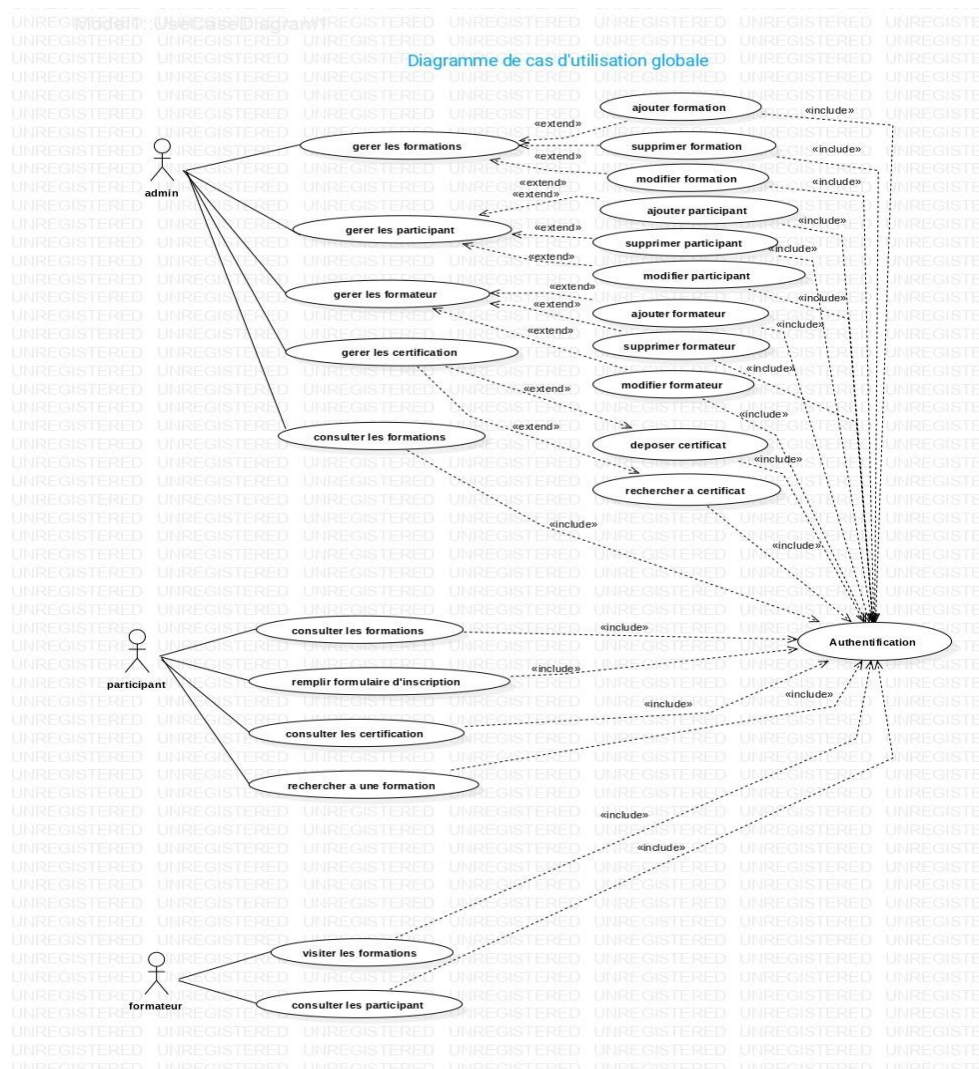 Model1::UseCaseDiagram1
Diagramme de cas d'utilisation globale
ajouter formation
«include»
«extend»
gerer les formations
supprimer formation
«include»
«extend»
modifier formation
admin
«extend»
«include»
«extend»
ajouter participant
gerer les participant
«extend»
supprimer participant
«include»
«extend»
modifier participant
«extend»
gerer les formateur
«include»
«extend»
ajouter formateur
«include»
«extend»
supprimer formateur
gerer les certification
«include»
«extend»
modifier formateur
«include»
«extend»
consulter les formations
deposer certificat
«include»
rechercher a certificat
«include»
«include»
consulter les formations
«include»
Authentification
participant
remplir formulaire d'inscription
«include»
«include»
«include»
consulter les certification
rechercher a une formation
«include»
«include»
visiter les formations
formateur
consulter les participant
UNREGISTERED